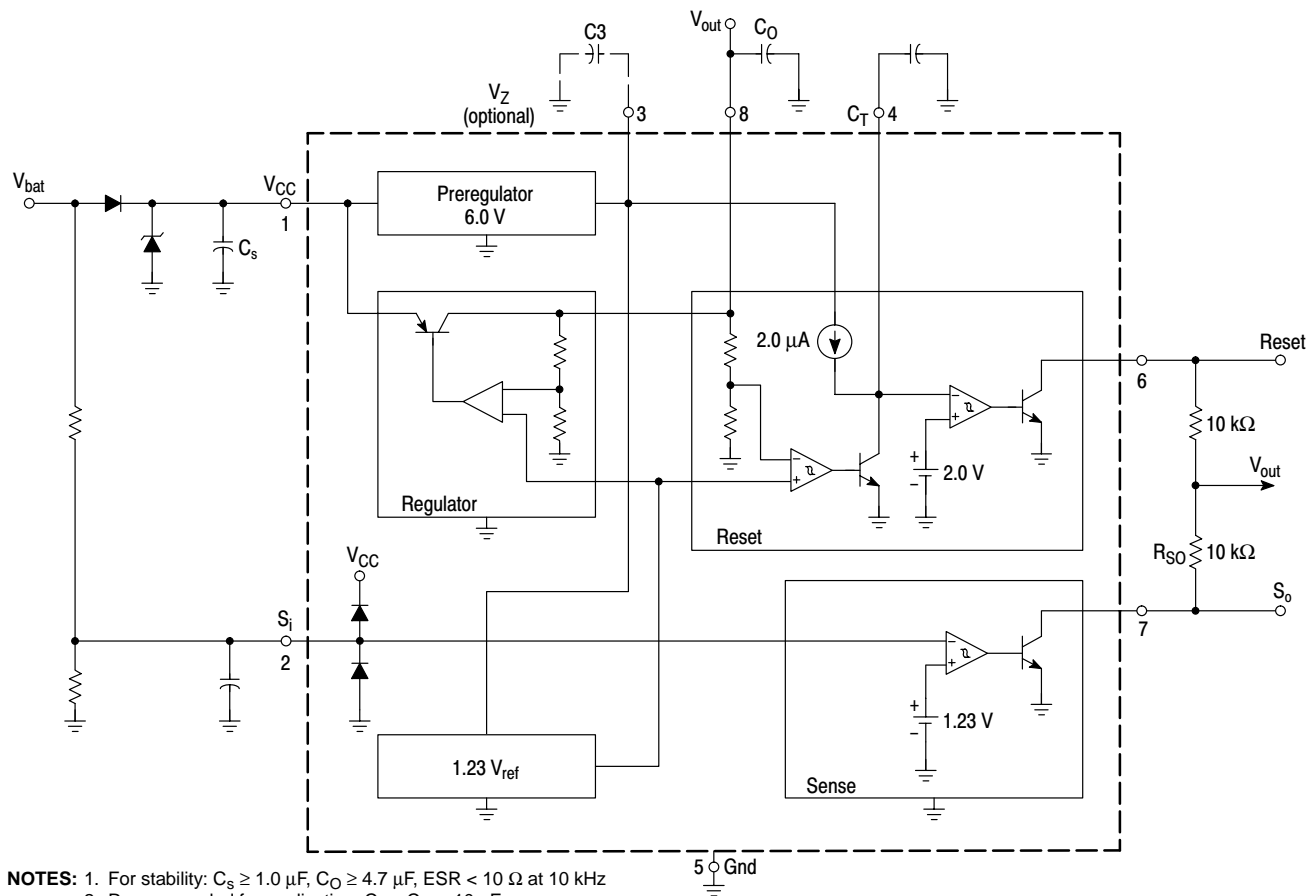 C3
V_out
C_O
V_Z
(optional)
3
8
C_T
4
V_bat
V_CC
1
C_s
Preregulator
6.0 V
2.0 μA
Reset
6
10 kΩ
2.0 V
V_out
Regulator
Reset
R_SO
10 kΩ
V_CC
S_o
S_i
2
7
1.23 V
1.23 V_ref
Sense
5
Gnd
NOTES: 1. For stability: C_s ≥ 1.0 μF, C_O ≥ 4.7 μF, ESR < 10 Ω at 10 kHz